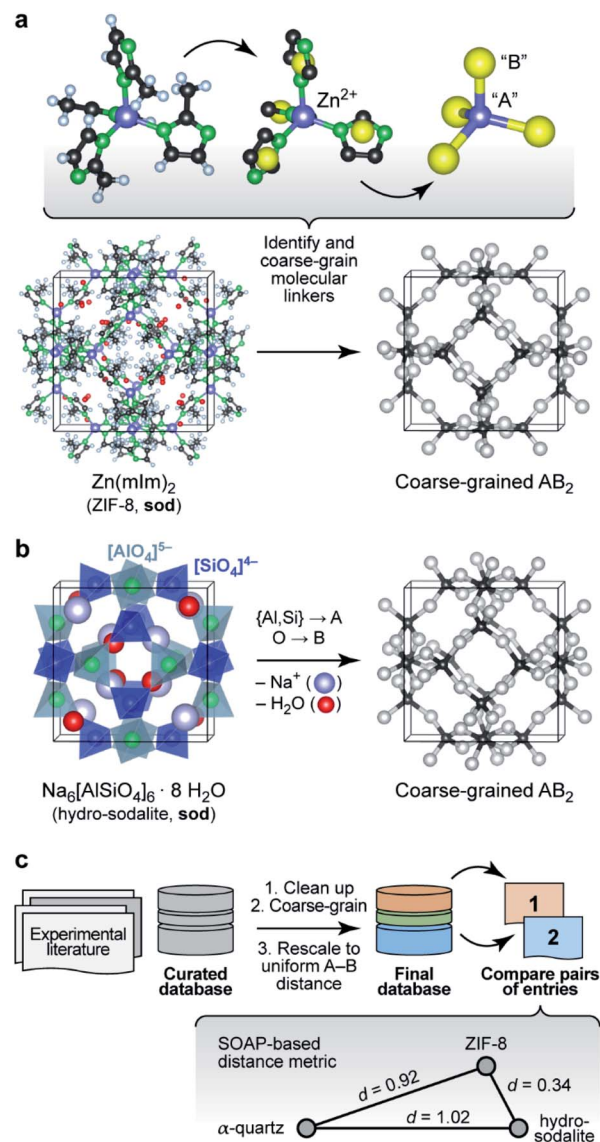 a
"B"
"A"
Zn2+
Identify and
coarse-grain
molecular
linkers
Zn(mIm)2
(ZIF-8, sod)
Coarse-grained AB2
b
[AlO4]5–
[SiO4]4–
{Al,Si} → A
O → B
– Na+ ( )
– H2O ( )
Na6[AlSiO4]6 · 8 H2O
(hydro-sodalite, sod)
Coarse-grained AB2
c
Experimental
literature
Curated
database
1. Clean up
2. Coarse-grain
3. Rescale to
uniform A–B
distance
Final
database
1
2
Compare pairs
of entries
SOAP-based
distance metric
ZIF-8
d = 0.92
d = 0.34
d = 1.02
α-quartz
hydro-
sodalite